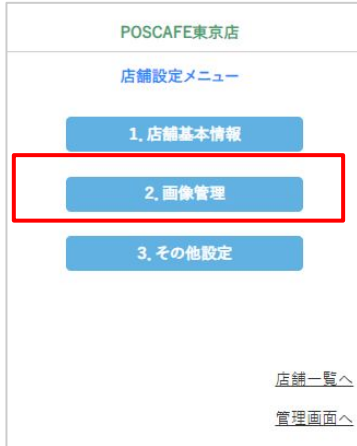 POSCAFE東京店
店舗設定メニュー
1. 店舗基本情報
2. 画像管理
3. その他設定
店舗一覧へ
管理画面へ